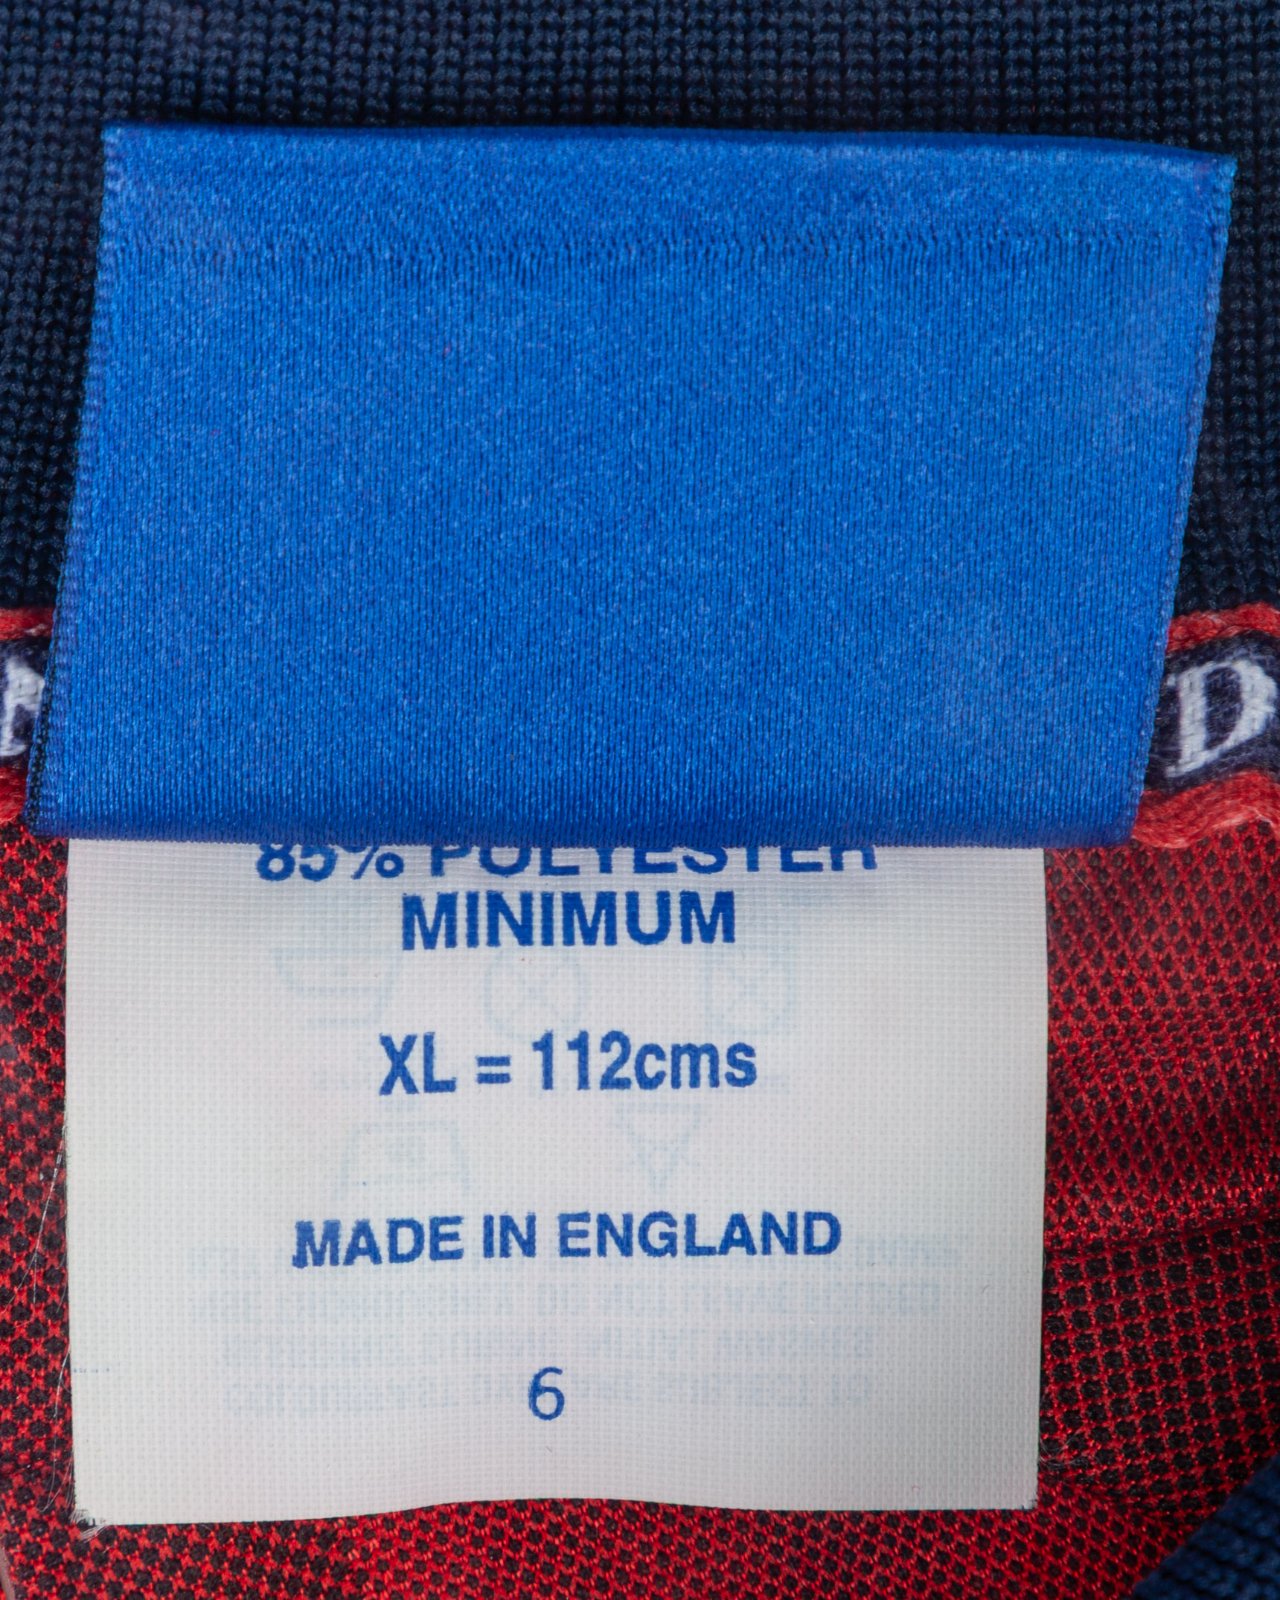 N D
85% POLYESTER
MINIMUM
XL = 112cms
MADE IN ENGLAND
6